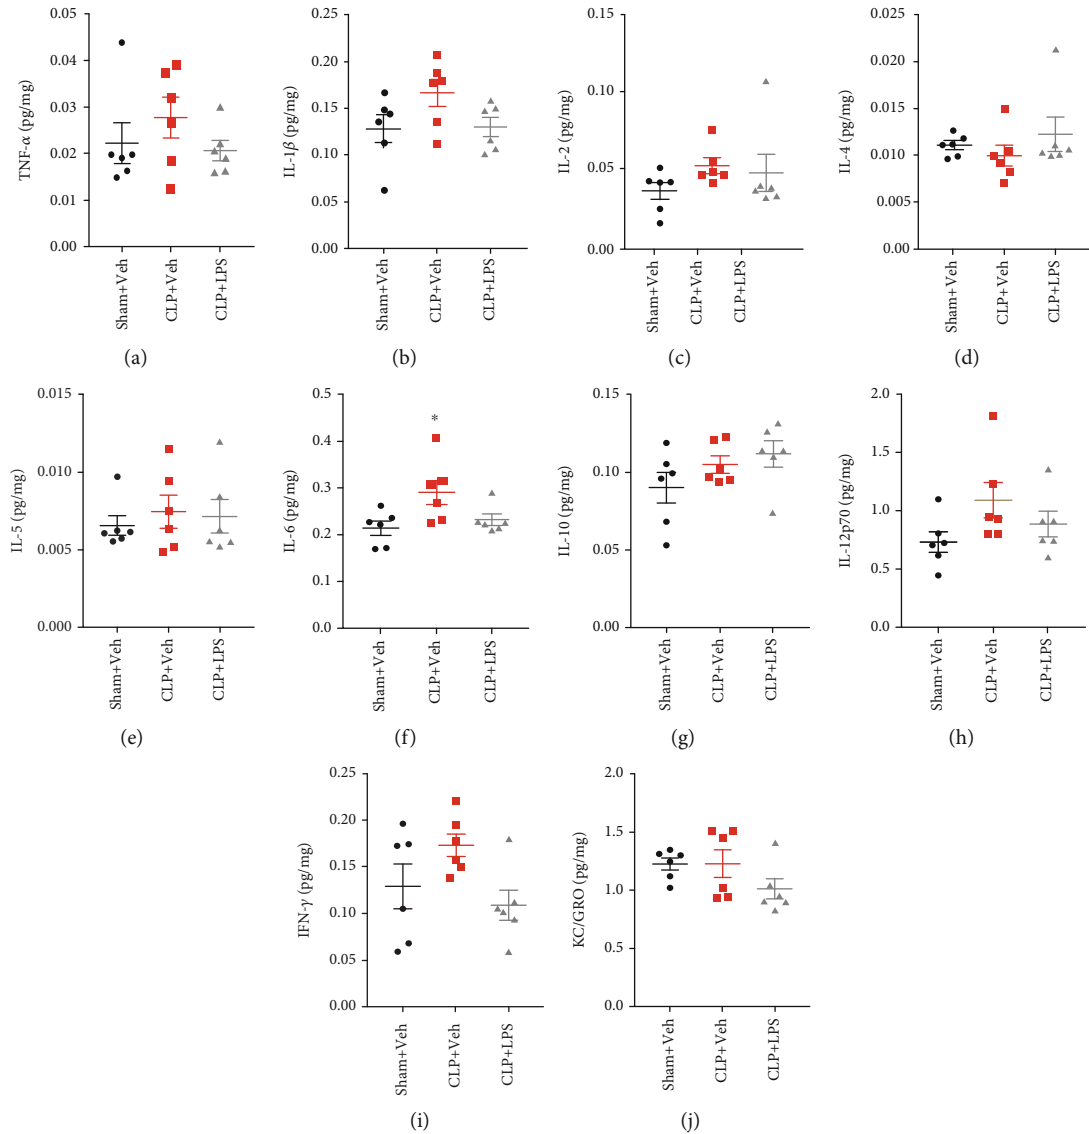 TNF-α (pg/mg)
0.05
0.04
0.03
0.02
0.01
0.00
Sham+Veh
CLP+Veh
CLP+LPS
(a)
IL-1β (pg/mg)
0.25
0.20
0.15
0.10
0.05
0.00
Sham+Veh
CLP+Veh
CLP+LPS
(b)
IL-2 (pg/mg)
0.15
0.10
0.05
0.00
Sham+Veh
CLP+Veh
CLP+LPS
(c)
IL-4 (pg/mg)
0.025
0.020
0.015
0.010
0.005
0.000
Sham+Veh
CLP+Veh
CLP+LPS
(d)
IL-5 (pg/mg)
0.015
0.010
0.005
0.000
Sham+Veh
CLP+Veh
CLP+LPS
(e)
IL-6 (pg/mg)
0.5
0.4
0.3
0.2
0.1
0.0
*
Sham+Veh
CLP+Veh
CLP+LPS
(f)
IL-10 (pg/mg)
0.15
0.10
0.05
0.00
Sham+Veh
CLP+Veh
CLP+LPS
(g)
IL-12p70 (pg/mg)
2.0
1.5
1.0
0.5
0.0
Sham+Veh
CLP+Veh
CLP+LPS
(h)
IFN-γ (pg/mg)
0.25
0.20
0.15
0.10
0.05
0.00
Sham+Veh
CLP+Veh
CLP+LPS
(i)
KC/GRO (pg/mg)
2.0
1.5
1.0
0.5
0.0
Sham+Veh
CLP+Veh
CLP+LPS
(j)